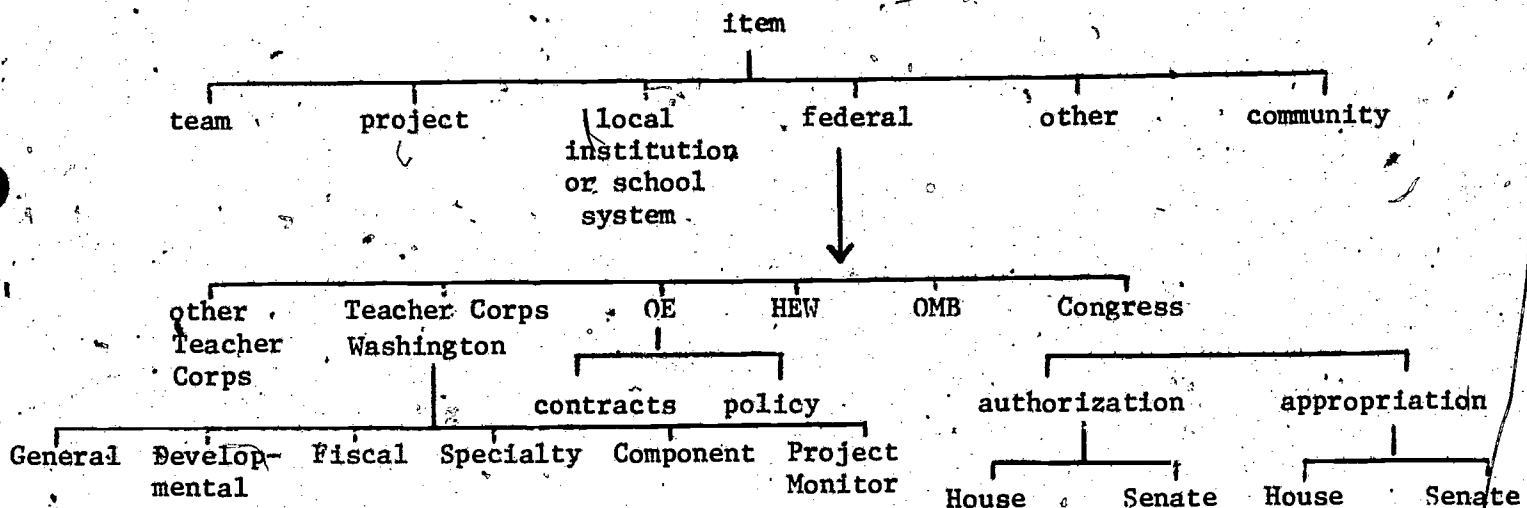 item
team project local federal other community
institution
or school
system
other Teacher Corps OE HEW OMB Congress
Teacher Washington
Corps
contracts policy authorization appropriation
General Develop- Fiscal Specialty Component Project
mental Monitor
House Senate House Senate